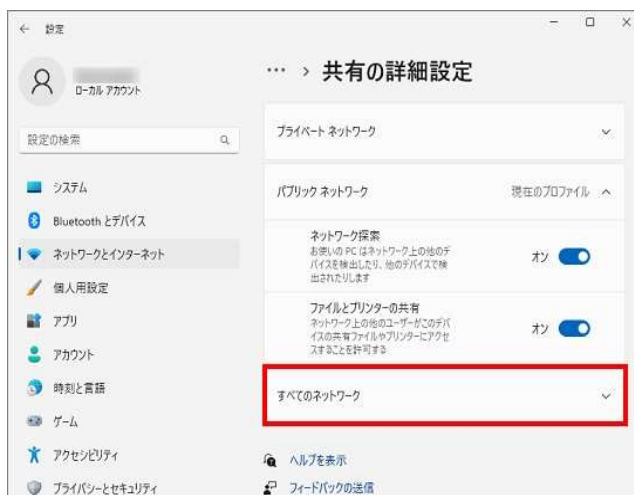 ← 設定
ローカル アカウント
設定の検索
システム
Bluetooth とデバイス
ネットワークとインターネット
個人用設定
アプリ
アカウント
時刻と言語
ゲーム
アクセシビリティ
プライバシーとセキュリティ
… › 共有の詳細設定
プライベート ネットワーク
パブリック ネットワーク 現在のプロファイル
ネットワーク探索
お使いの PC はネットワーク上の他のデ
バイスを検出したり、他のデバイスで検
出されたりします
オン
ファイルとプリンターの共有
ネットワーク上の他のユーザーがこのデバ
イスの共有ファイルやプリンターにアクセ
スすることを許可する
オン
すべてのネットワーク
ヘルプを表示
フィードバックの送信